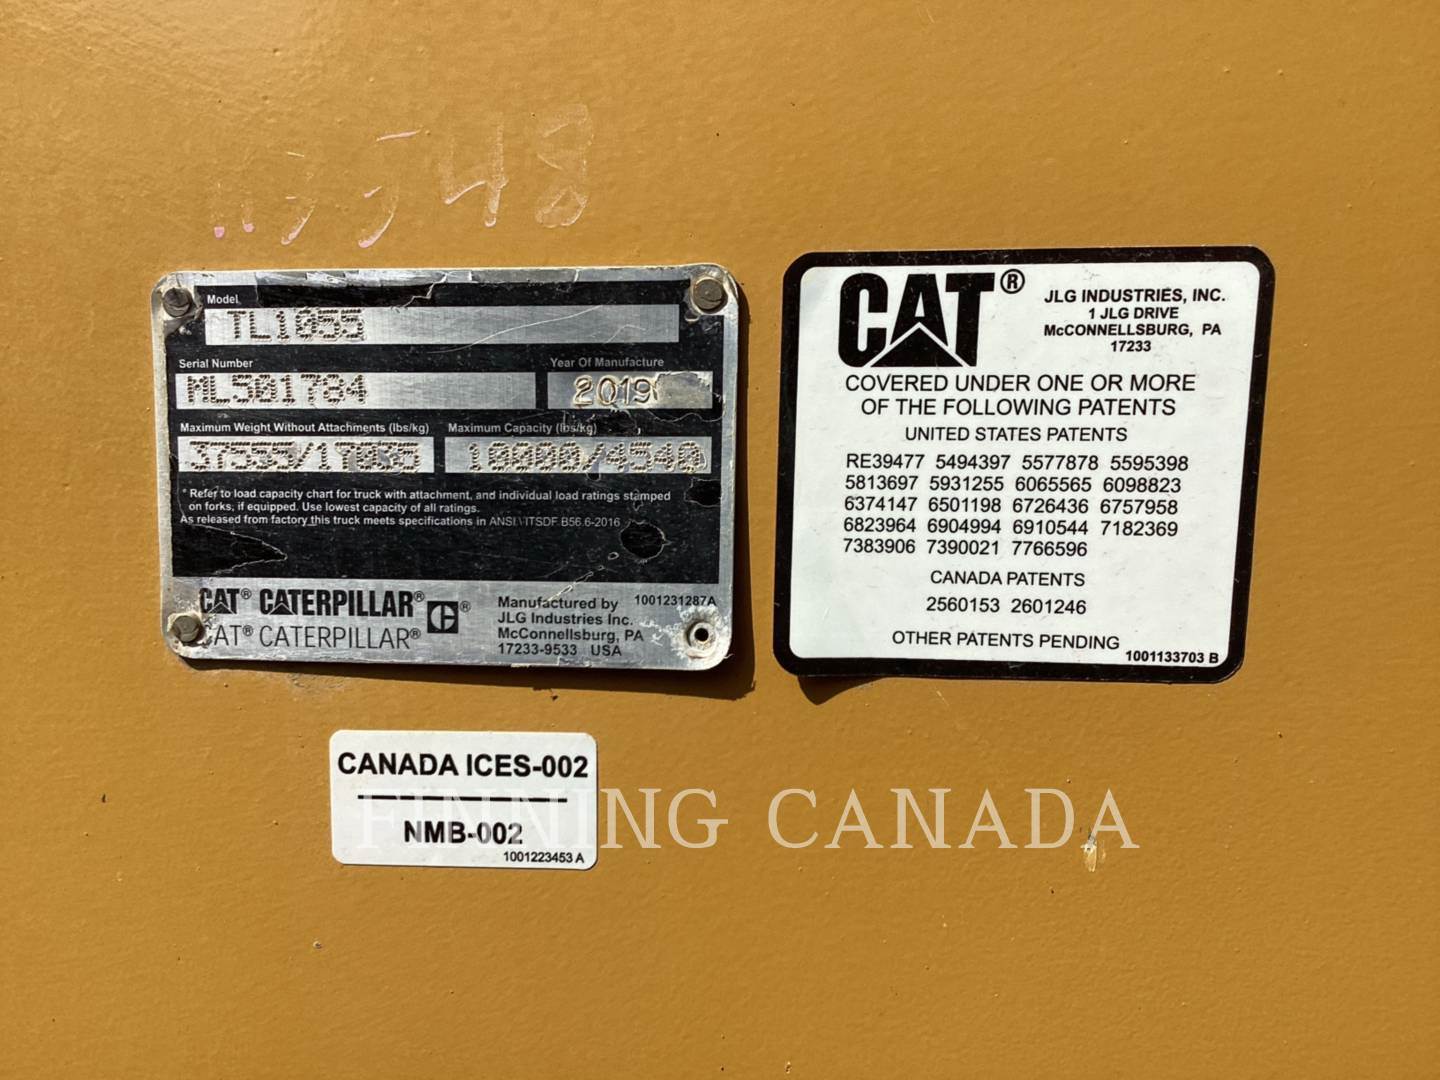 Model
TL1055
Serial Number
ML501784
Year Of Manufacture
2019
Maximum Weight Without Attachments (lbs/kg)
37555/17035
Maximum Capacity (lbs/kg)
10000/4540
* Refer to load capacity chart for truck with attachment, and individual load ratings stamped
on forks, if equipped. Use lowest capacity of all ratings.
As released from factory this truck meets specifications in ANSI/ITSDF B56.6-2016
CAT® CATERPILLAR® ®
CAT® CATERPILLAR®
Manufactured by
JLG Industries Inc.
McConnellsburg, PA
17233-9533 USA
1001231287A
CAT®
JLG INDUSTRIES, INC.
1 JLG DRIVE
McCONNELLSBURG, PA
17233
COVERED UNDER ONE OR MORE
OF THE FOLLOWING PATENTS
UNITED STATES PATENTS
RE39477 5494397 5577878 5595398
5813697 5931255 6065565 6098823
6374147 6501198 6726436 6757958
6823964 6904994 6910544 7182369
7383906 7390021 7766596
CANADA PATENTS
2560153 2601246
OTHER PATENTS PENDING
1001133703 B
CANADA ICES-002
NMB-002
1001223453 A
FINNING CANADA